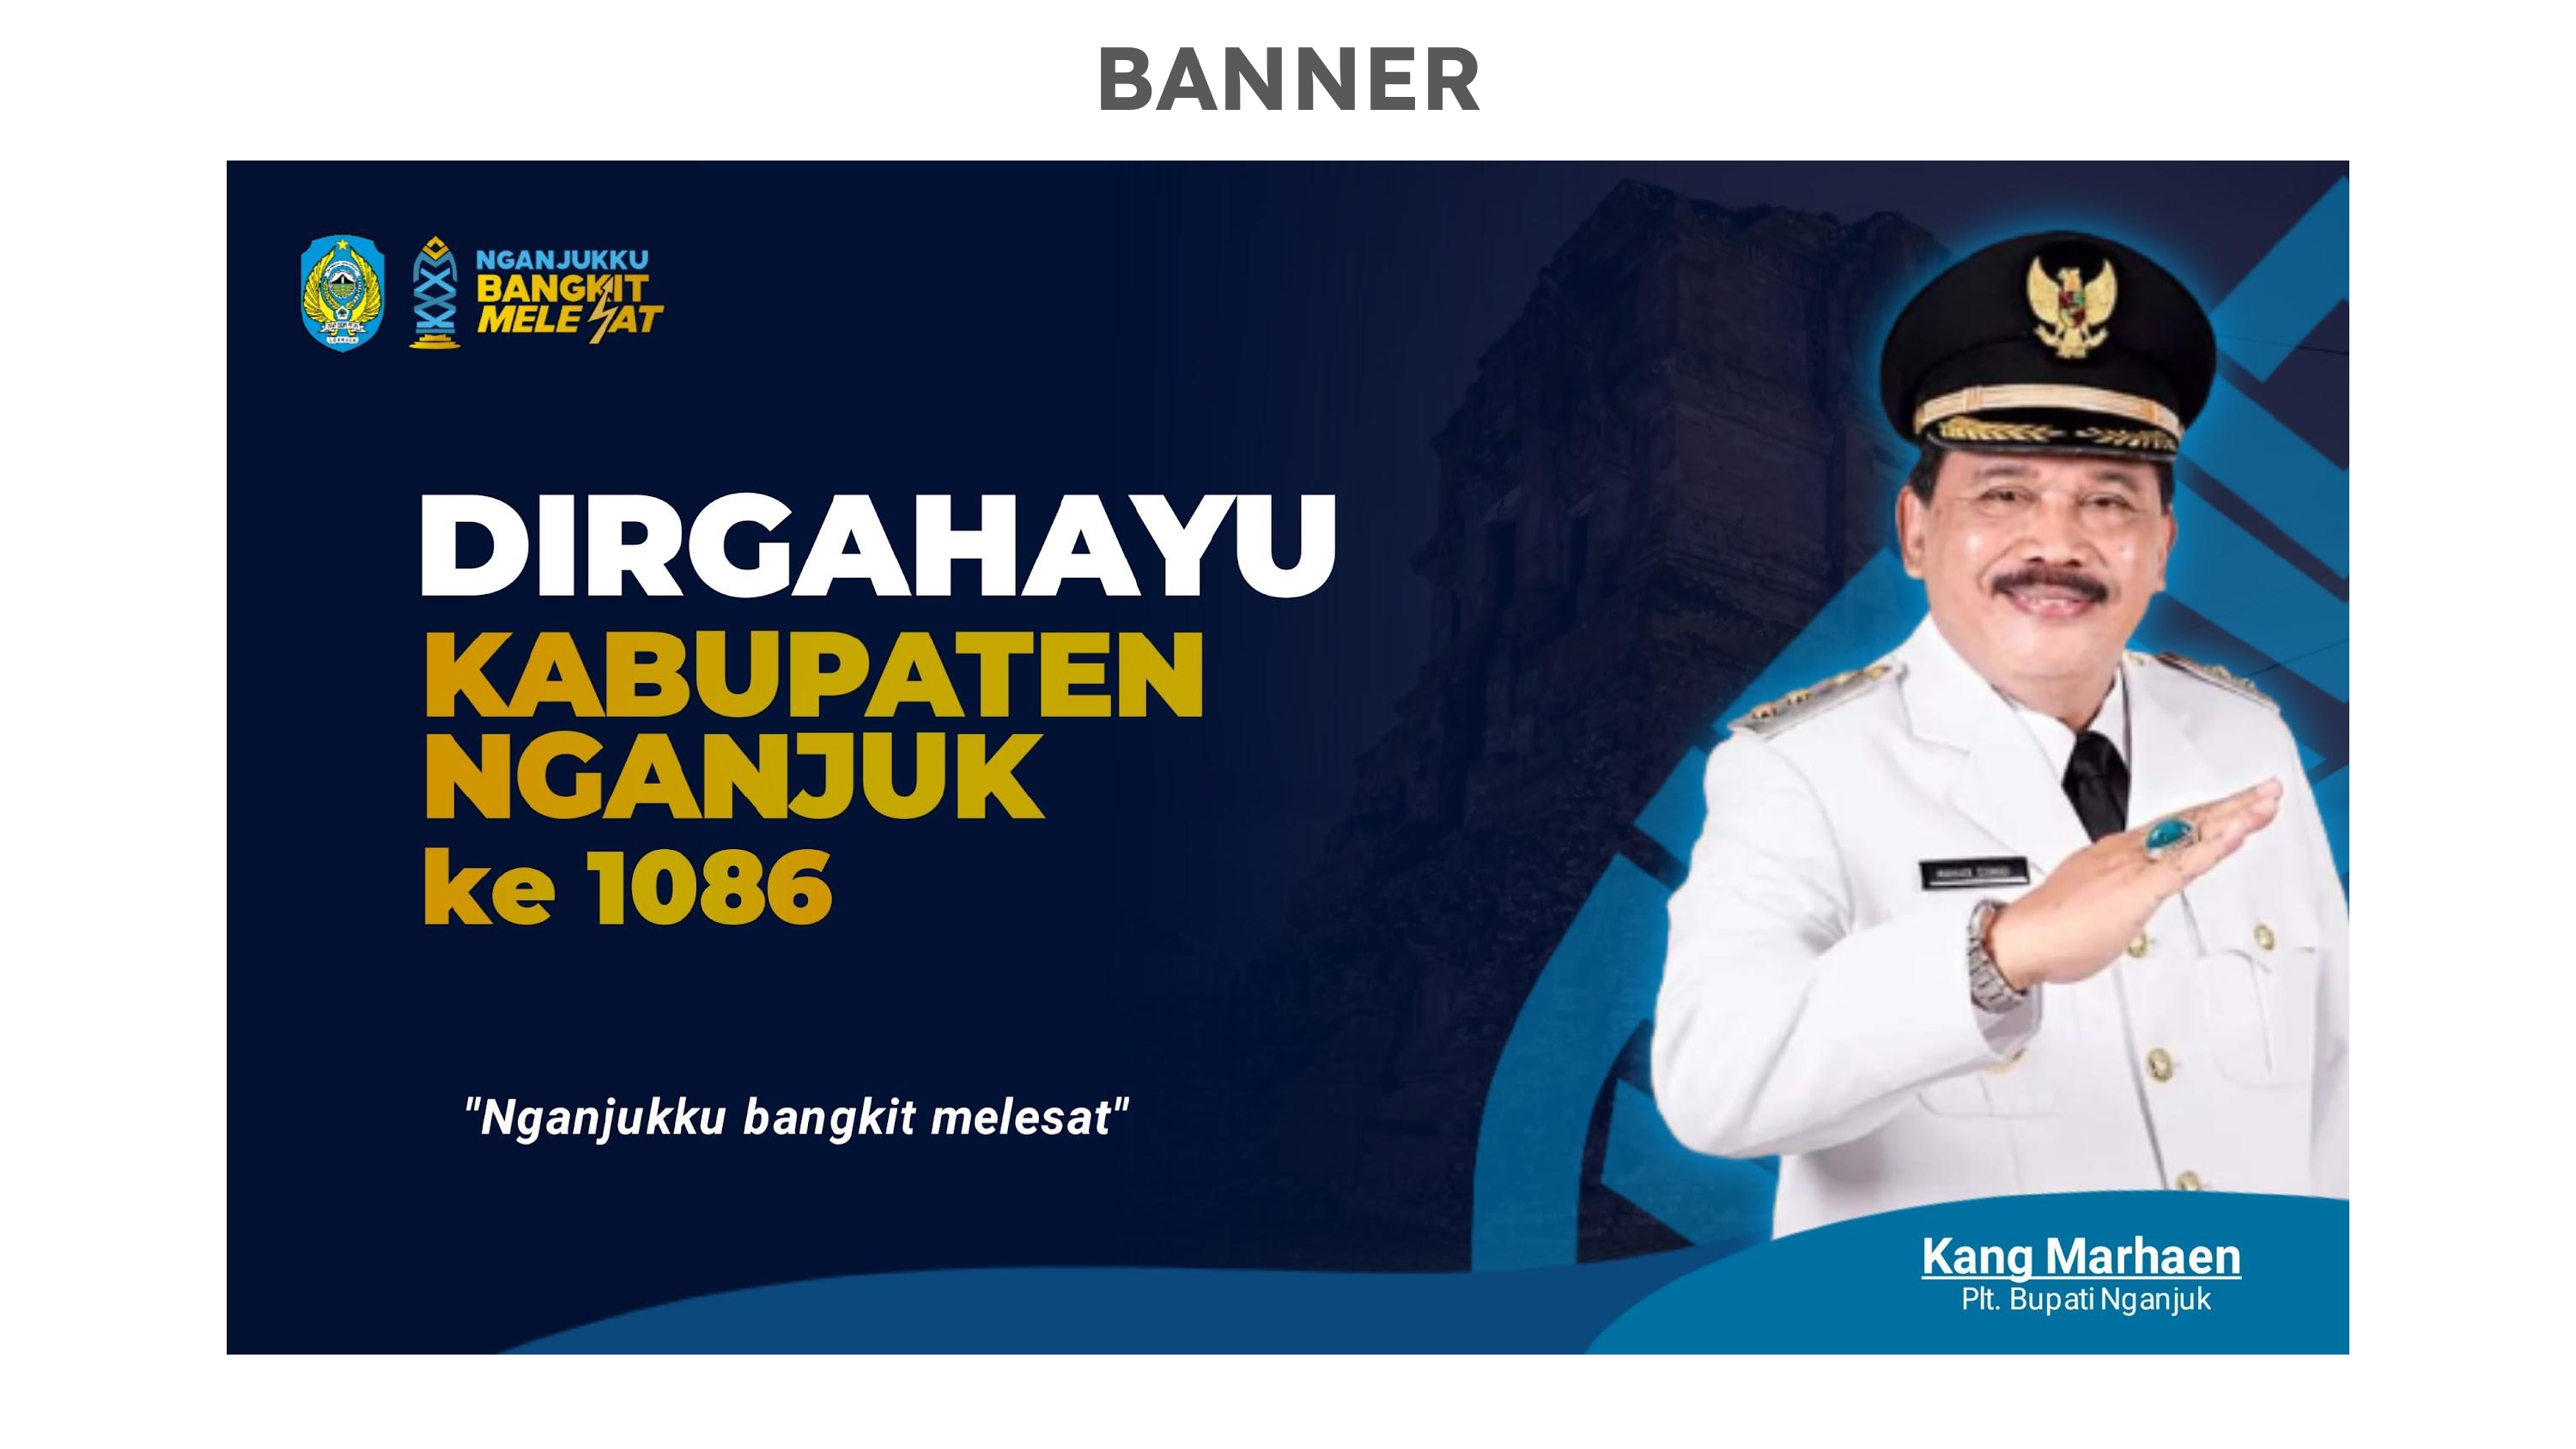 BANNER
NGANJUKKU
BANGKIT
MELESAT
DIRGAHAYU
KABUPATEN
NGANJUK
ke 1086
"Nganjukku bangkit melesat"
Kang Marhaen
Plt. Bupati Nganjuk